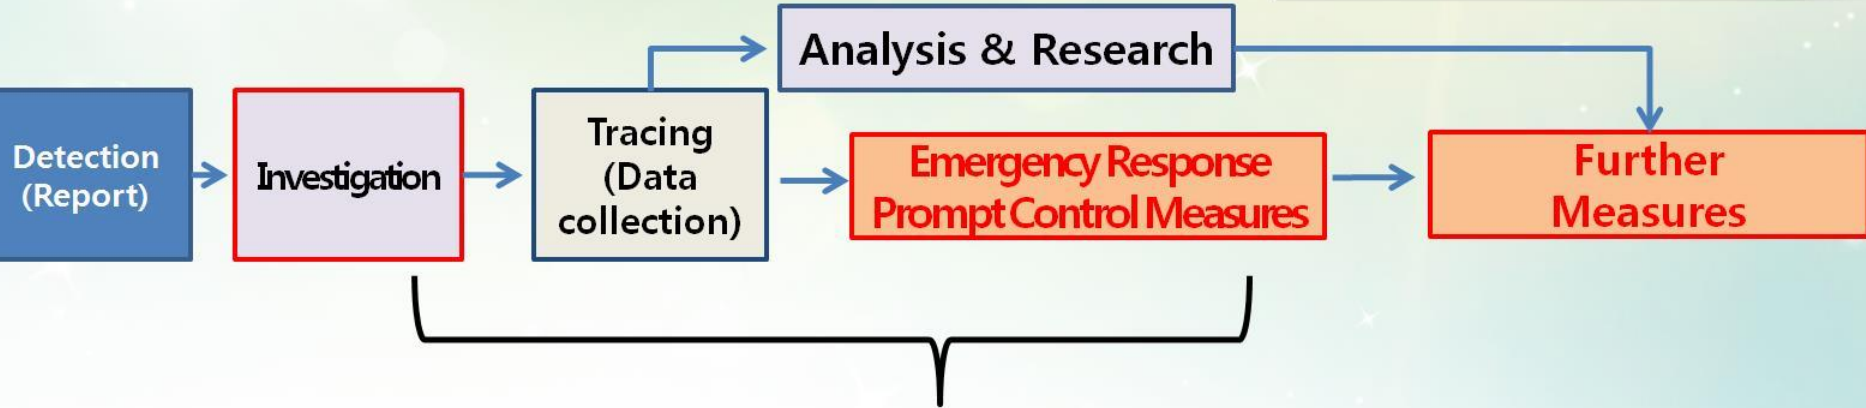 Analysis & Research
Detection
(Report)
Investigation
Tracing
(Data
collection)
Emergency Response
Prompt Control Measures
Further
Measures